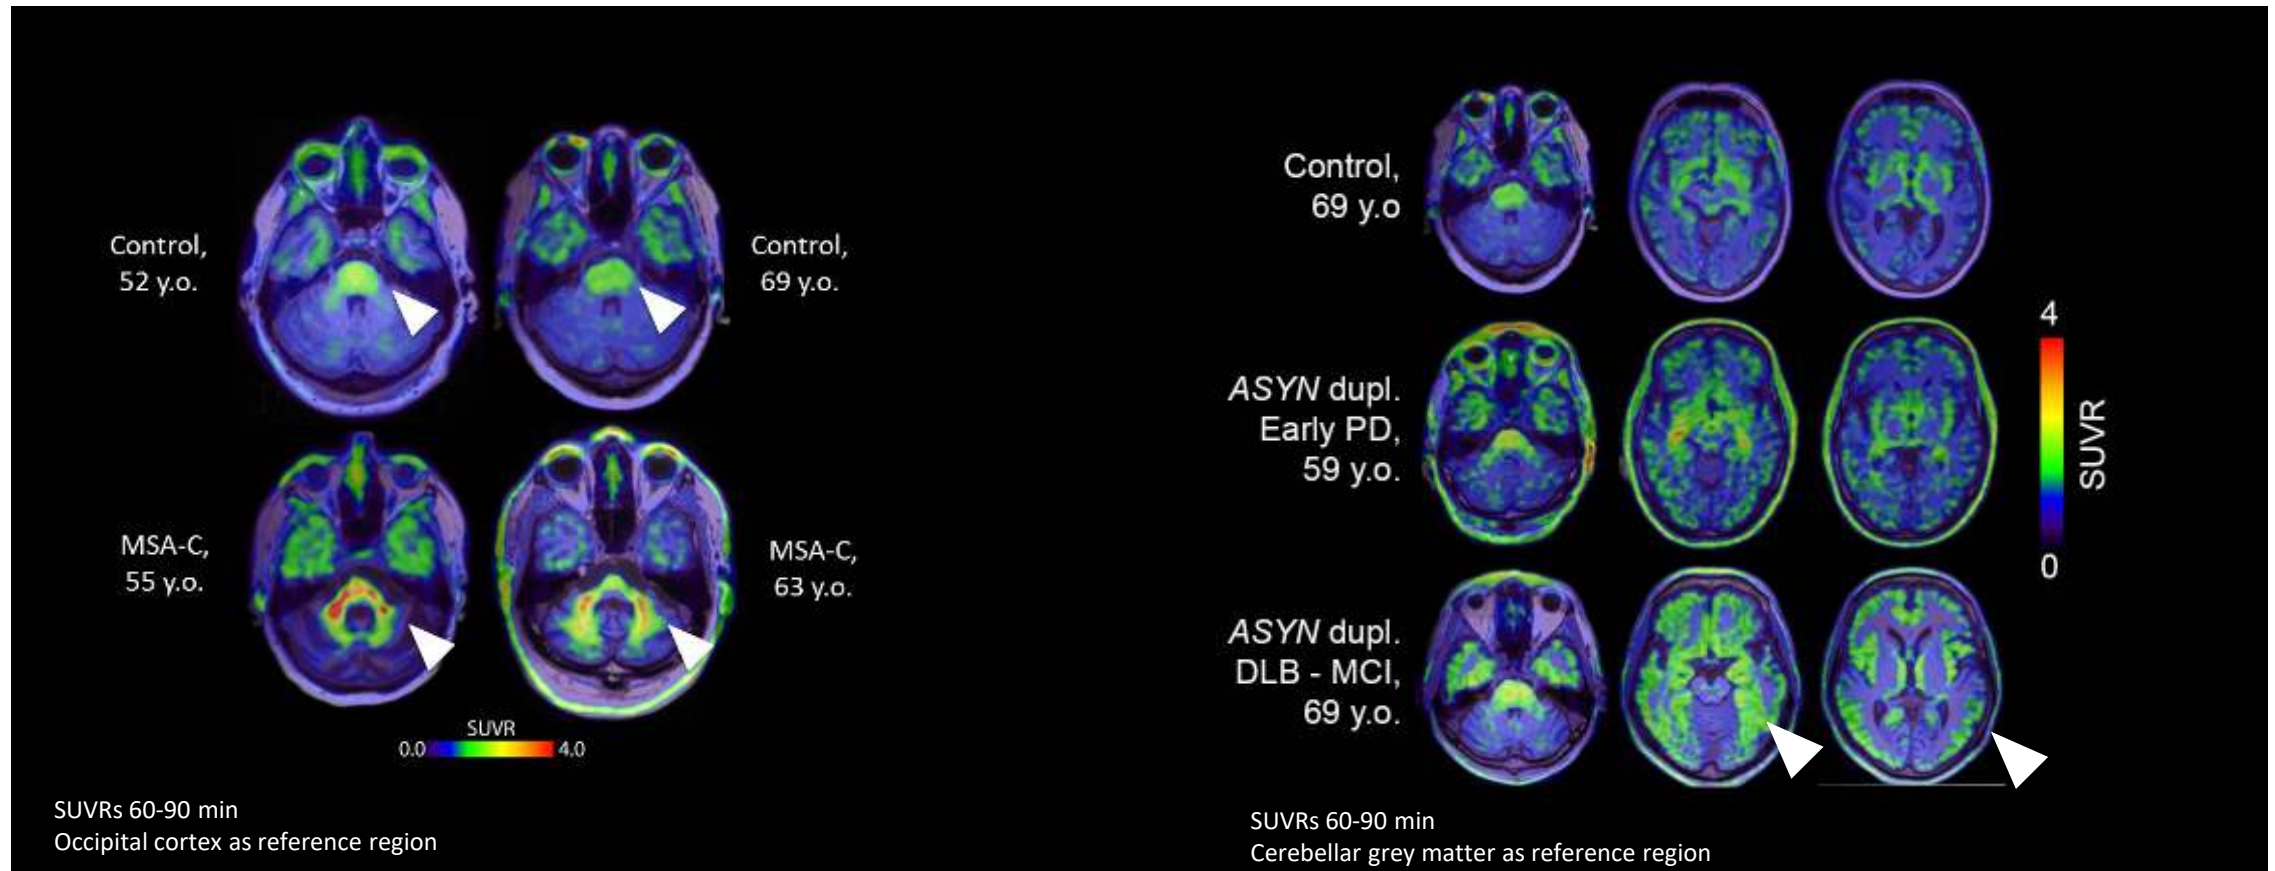 Control,
52 y.o.
Control,
69 y.o.
MSA-C,
55 y.o.
MSA-C,
63 y.o.
SUVR
0.0
4.0
SUVRs 60-90 min
Occipital cortex as reference region
Control,
69 y.o
ASYN dupl.
Early PD,
59 y.o.
ASYN dupl.
DLB - MCI,
69 y.o.
4
SUVR
0
SUVRs 60-90 min
Cerebellar grey matter as reference region